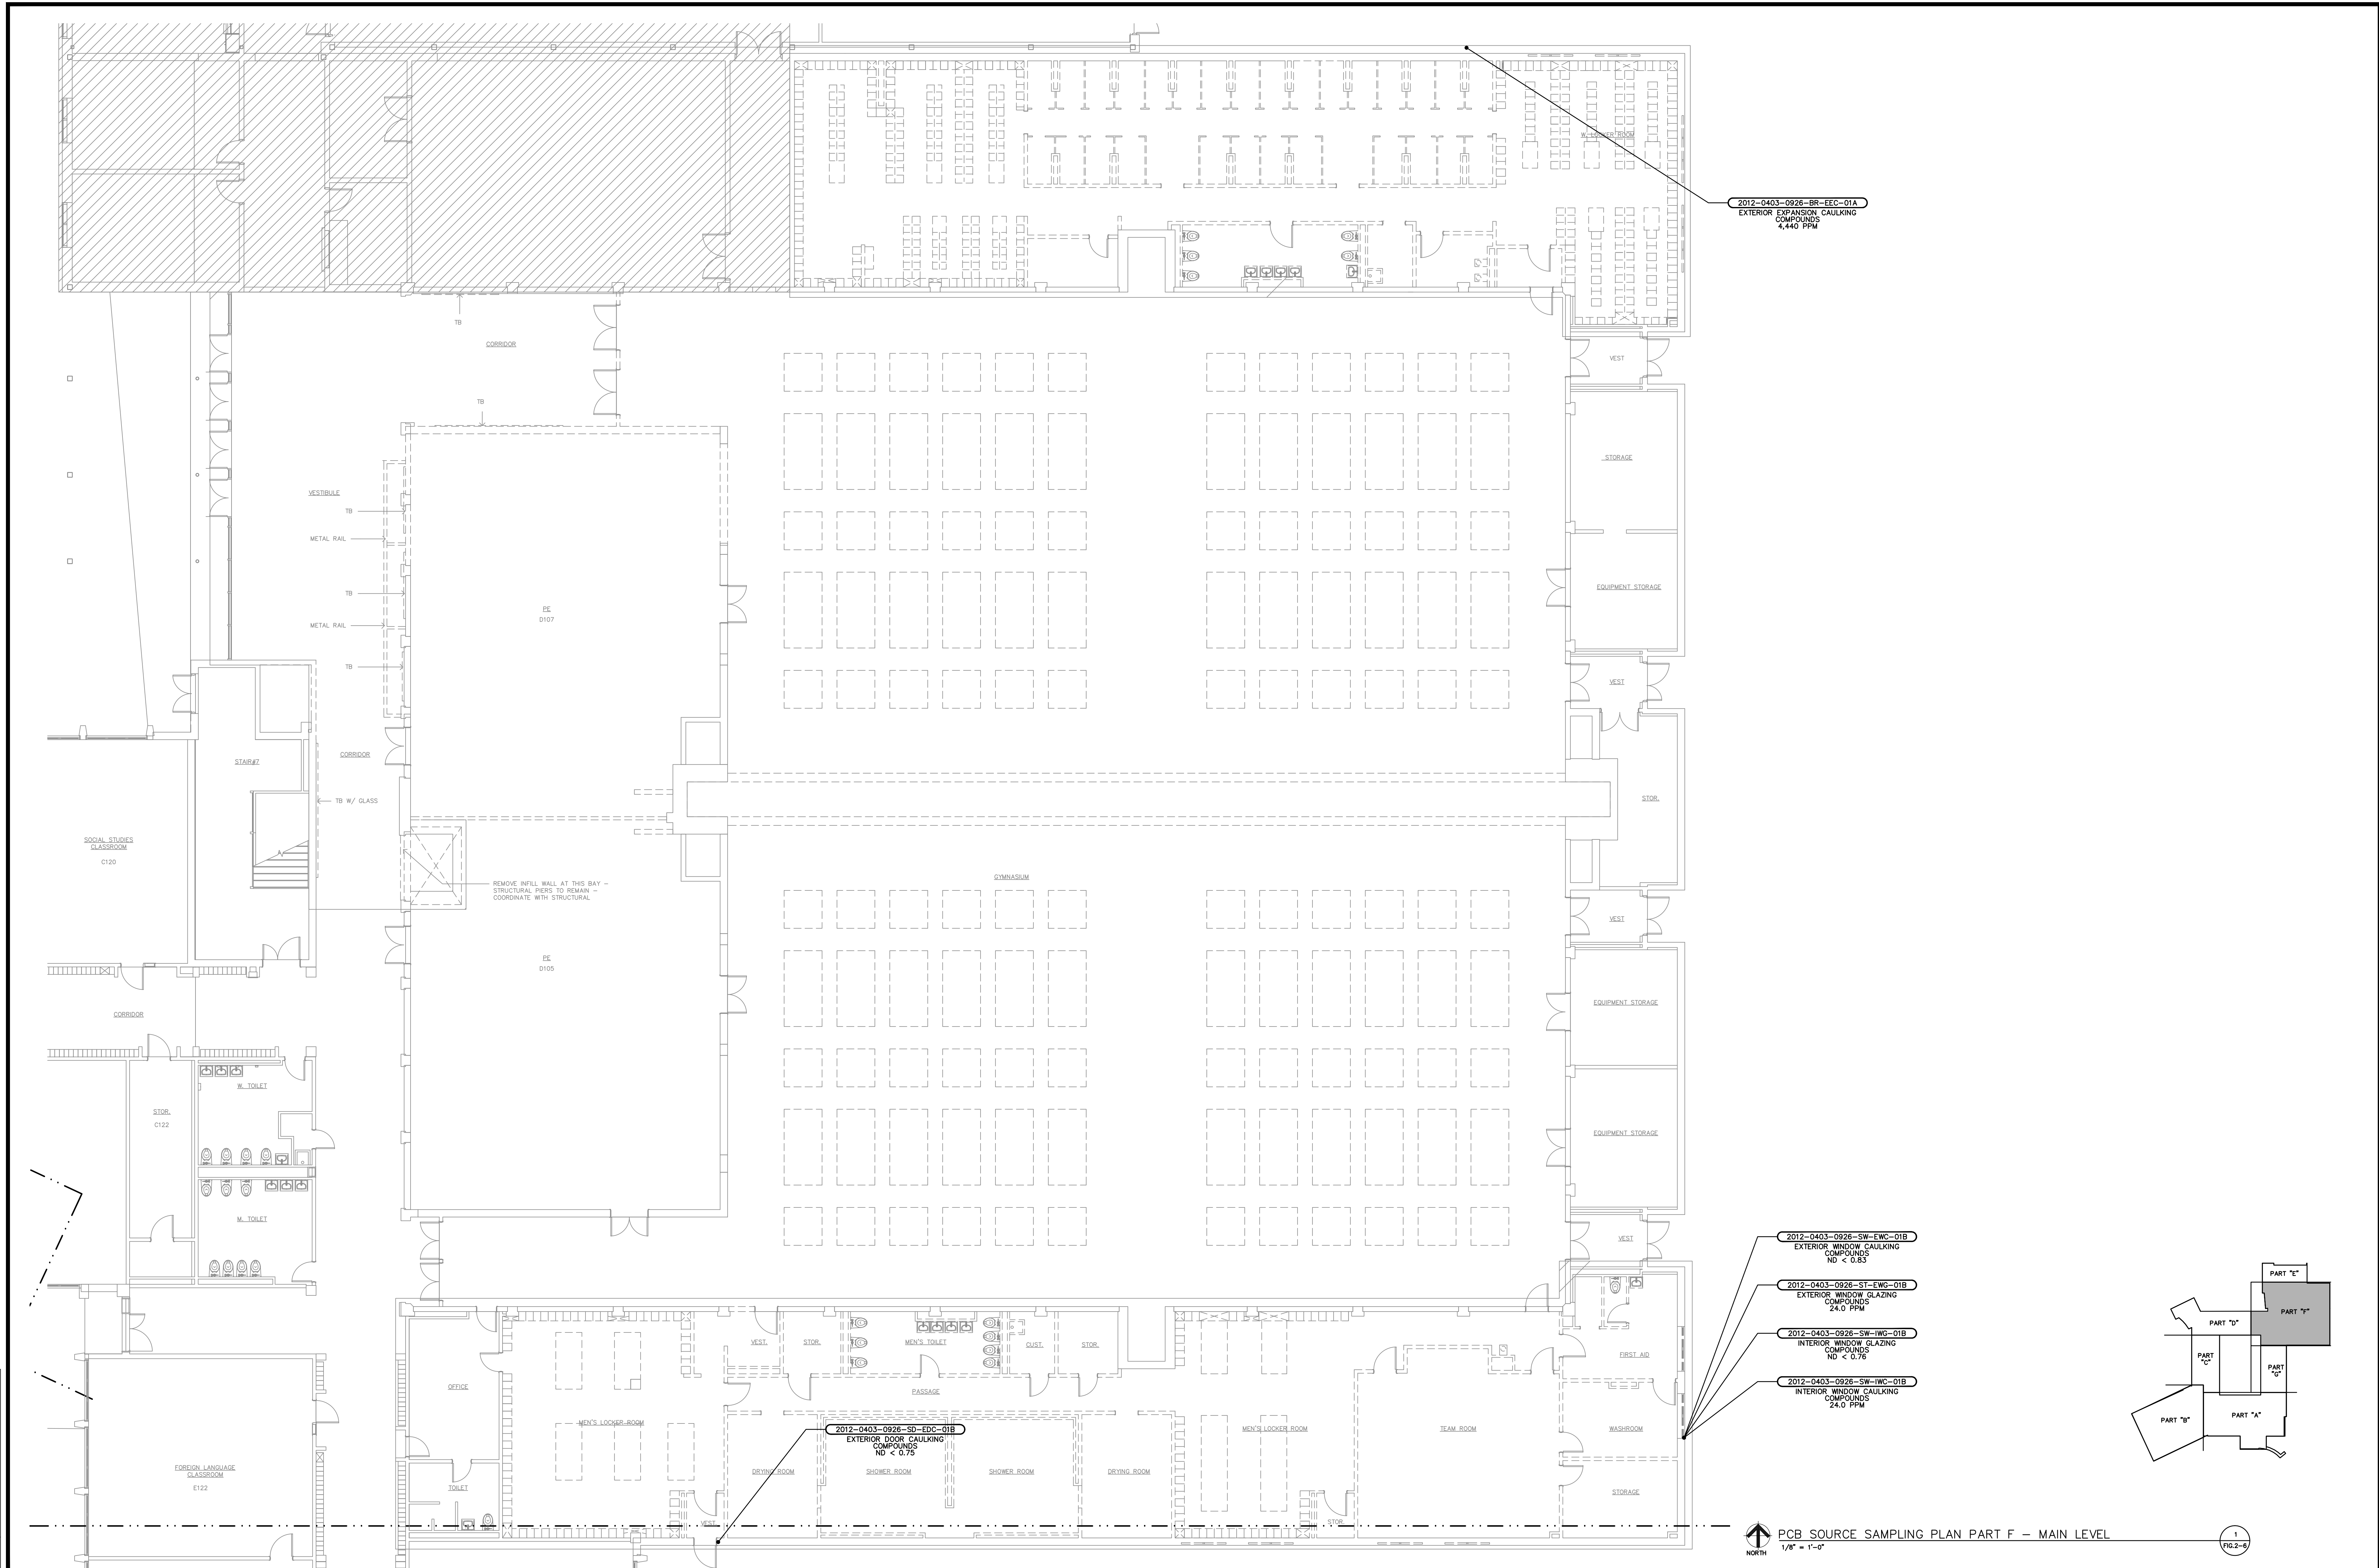 W. LOCKER ROOM
2012-0403-0926-BR-EEC-01A
EXTERIOR EXPANSION CAULKING
COMPOUNDS
4,440 PPM
TB
CORRIDOR
VEST
TB
STORAGE
VESTIBULE
TB
METAL RAIL
EQUIPMENT STORAGE
TB
PE
D107
METAL RAIL
TB
VEST
CORRIDOR
STAIR#7
TB W/ GLASS
STOR.
SOCIAL STUDIES
CLASSROOM
C120
REMOVE INFILL WALL AT THIS BAY –
STRUCTURAL PIERS TO REMAIN –
COORDINATE WITH STRUCTURAL
GYMNASIUM
VEST
PE
D105
EQUIPMENT STORAGE
CORRIDOR
W. TOILET
STOR.
C122
EQUIPMENT STORAGE
M. TOILET
VEST
2012-0403-0926-SW-EWC-01B
EXTERIOR WINDOW CAULKING
COMPOUNDS
ND < 0.83
2012-0403-0926-ST-EWG-01B
EXTERIOR WINDOW GLAZING
COMPOUNDS
24.0 PPM
2012-0403-0926-SW-IWG-01B
INTERIOR WINDOW GLAZING
COMPOUNDS
ND < 0.76
2012-0403-0926-SW-IWC-01B
INTERIOR WINDOW CAULKING
COMPOUNDS
24.0 PPM
PART "E"
PART "F"
PART "D"
PART
"C"
PART
"G"
PART "B"
PART "A"
VEST.
STOR.
MEN'S TOILET
CUST.
STOR.
FIRST AID
OFFICE
PASSAGE
MEN'S LOCKER ROOM
2012-0403-0926-SD-EDC-01B
EXTERIOR DOOR CAULKING
COMPOUNDS
ND < 0.75
MEN'S LOCKER ROOM
TEAM ROOM
WASHROOM
FOREIGN LANGUAGE
CLASSROOM
E122
DRYING ROOM
SHOWER ROOM
SHOWER ROOM
DRYING ROOM
TOILET
STORAGE
VEST
STOR.
NORTH
PCB SOURCE SAMPLING PLAN PART F – MAIN LEVEL
1/8" = 1'-0"
1
FIG.2-6